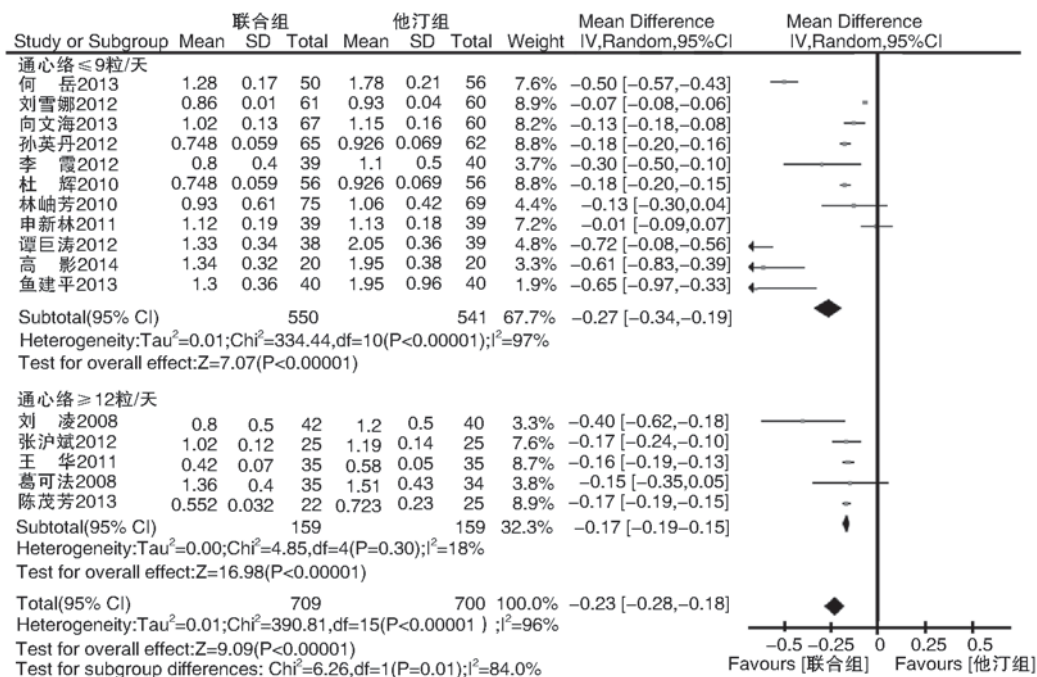 联合组 他汀组 Mean Difference Mean Difference
Study or Subgroup Mean SD Total Mean SD Total Weight IV,Random,95%CI IV,Random,95%CI
通心络≤9粒/天
何 岳2013 1.28 0.17 50 1.78 0.21 56 7.6% -0.50 [-0.57,-0.43]
刘雪娜2012 0.86 0.01 61 0.93 0.04 60 8.9% -0.07 [-0.08,-0.06]
向文海2013 1.02 0.13 67 1.15 0.16 60 8.2% -0.13 [-0.18,-0.08]
孙英丹2012 0.748 0.059 65 0.926 0.069 62 8.8% -0.18 [-0.20,-0.16]
李 霞2012 0.8 0.4 39 1.1 0.5 40 3.7% -0.30 [-0.50,-0.10]
杜 辉2010 0.748 0.059 56 0.926 0.069 56 8.8% -0.18 [-0.20,-0.15]
林岫芳2010 0.93 0.61 75 1.06 0.42 69 4.4% -0.13 [-0.30,0.04]
申新林2011 1.12 0.19 39 1.13 0.18 39 7.2% -0.01 [-0.09,0.07]
谭巨涛2012 1.33 0.34 38 2.05 0.36 39 4.8% -0.72 [-0.08,-0.56]
高 影2014 1.34 0.32 20 1.95 0.38 20 3.3% -0.61 [-0.83,-0.39]
鱼建平2013 1.3 0.36 40 1.95 0.96 40 1.9% -0.65 [-0.97,-0.33]
Subtotal(95% CI) 550 541 67.7% -0.27 [-0.34,-0.19]
Heterogeneity:Tau²=0.01;Chi²=334.44,df=10(P<0.00001);I²=97%
Test for overall effect:Z=7.07(P<0.00001)
通心络≥12粒/天
刘 凌2008 0.8 0.5 42 1.2 0.5 40 3.3% -0.40 [-0.62,-0.18]
张沪斌2012 1.02 0.12 25 1.19 0.14 25 7.6% -0.17 [-0.24,-0.10]
王 华2011 0.42 0.07 35 0.58 0.05 35 8.7% -0.16 [-0.19,-0.13]
葛可法2008 1.36 0.4 35 1.51 0.43 34 3.8% -0.15 [-0.35,0.05]
陈茂芳2013 0.552 0.032 22 0.723 0.23 25 8.9% -0.17 [-0.19,-0.15]
Subtotal(95% CI) 159 159 32.3% -0.17 [-0.19-0.15]
Heterogeneity:Tau²=0.00;Chi²=4.85,df=4(P=0.30);I²=18%
Test for overall effect:Z=16.98(P<0.00001)
Total(95% CI) 709 700 100.0% -0.23 [-0.28,-0.18]
Heterogeneity:Tau²=0.01;Chi²=390.81,df=15(P<0.00001 ) ;I²=96%
Test for overall effect:Z=9.09(P<0.00001)
Test for subgroup differences: Chi²=6.26,df=1(P=0.01);I²=84.0%
-0.5 -0.25 0 0.25 0.5
Favours [联合组] Favours [他汀组]